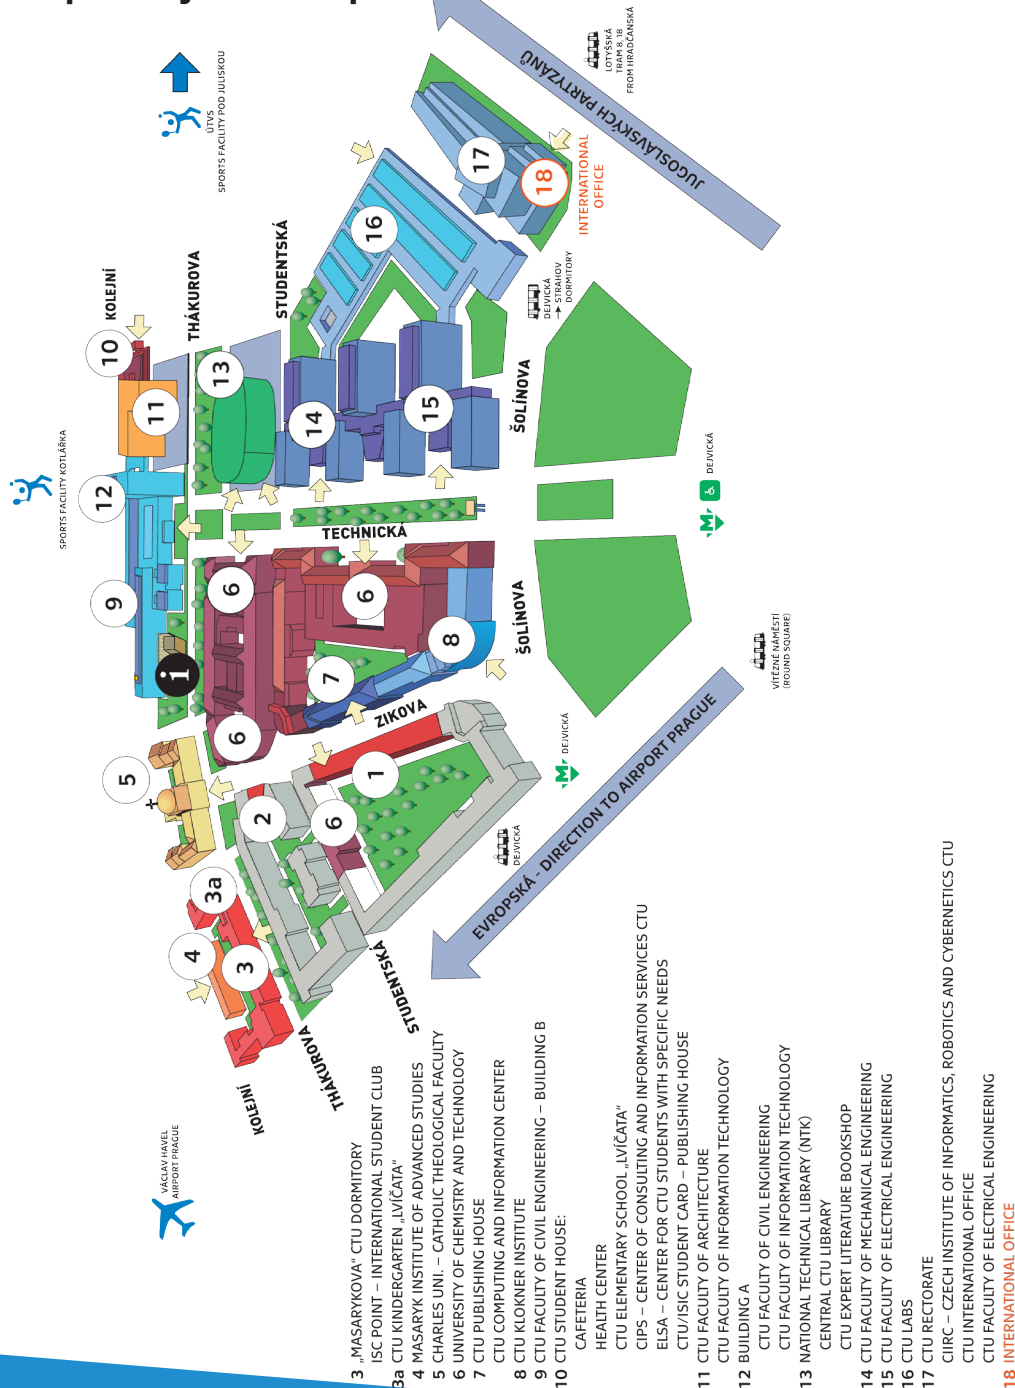 3 „MASARYKOVA“ CTU DORMITORY
ISC POINT – INTERNATIONAL STUDENT CLUB
3a CTU KINDERGARTEN „LVÍČATA“
4 MASARYK INSTITUTE OF ADVANCED STUDIES
5 CHARLES UNI. – CATHOLIC THEOLOGICAL FACULTY
6 UNIVERSITY OF CHEMISTRY AND TECHNOLOGY
7 CTU PUBLISHING HOUSE
CTU COMPUTING AND INFORMATION CENTER
8 CTU KLOKNER INSTITUTE
9 CTU FACULTY OF CIVIL ENGINEERING – BUILDING B
10 CTU STUDENT HOUSE:
CAFETERIA
HEALTH CENTER
CTU ELEMENTARY SCHOOL „LVÍČATA“
CIPS – CENTER OF CONSULTING AND INFORMATION SERVICES CTU
ELSA – CENTER FOR CTU STUDENTS WITH SPECIFIC NEEDS
CTU/ISIC STUDENT CARD - PUBLISHING HOUSE
11 CTU FACULTY OF ARCHITECTURE
CTU FACULTY OF INFORMATION TECHNOLOGY
12 BUILDING A
CTU FACULTY OF CIVIL ENGINEERING
CTU FACULTY OF INFORMATION TECHNOLOGY
13 NATIONAL TECHNICAL LIBRARY (NTK)
CENTRAL CTU LIBRARY
CTU EXPERT LITERATURE BOOKSHOP
14 CTU FACULTY OF MECHANICAL ENGINEERING
15 CTU FACULTY OF ELECTRICAL ENGINEERING
16 CTU LABS
17 CTU RECTORATE
CIIRC – CZECH INSTITUTE OF INFORMATICS, ROBOTICS AND CYBERNETICS CTU
CTU INTERNATIONAL OFFICE
CTU FACULTY OF ELECTRICAL ENGINEERING
18 INTERNATIONAL OFFICE
VÁCLAV HAVEL
AIRPORT PRAGUE
SPORTS FACILITY KOTLÁŘKA
ÚTVS
SPORTS FACILITY POD JULISKOU
KOLEJNÍ
THÁKUROVA
STUDENTSKÁ
4
3
3a
5
2
6
1
6
i
9
12
11
10
KOLEJNÍ
THÁKUROVA
STUDENTSKÁ
6
6
7
8
ZIKOVA
TECHNICKÁ
13
14
15
16
17
18
INTERNATIONAL
OFFICE
ŠOLÍNOVA
ŠOLÍNOVA
DEJVICKÁ
M DEJVICKÁ
DEJVICKÁ
→ STRAHOV
DORMITORY
LOTYŠSKÁ
TRAM 8, 18
FROM HRADČANSKÁ
EVROPSKÁ - DIRECTION TO AIRPORT PRAGUE
JUGOSLÁVSKÝCH PARTYZÁNŮ
M DEJVICKÁ
VÍTĚZNÉ NÁMĚSTÍ
(ROUND SQUARE)